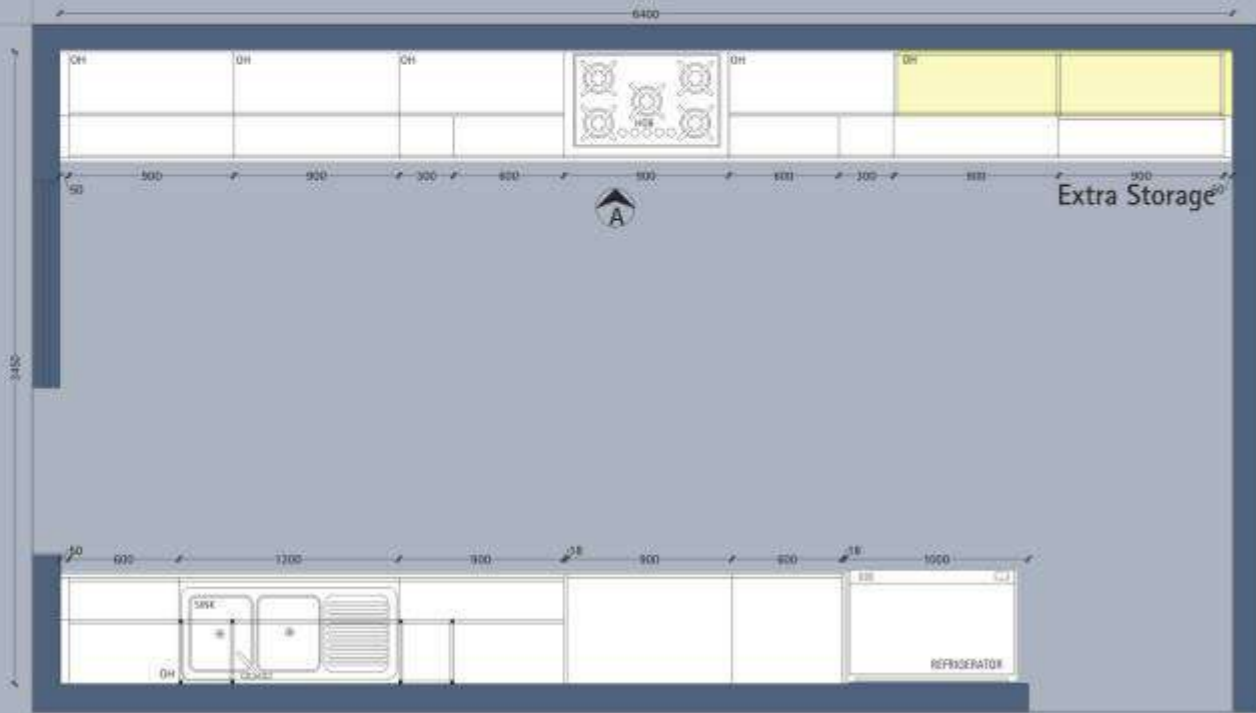 6400
OH OH OH OH OH
HOB
900 900 300 600 900 600 300 900 900
50 50
A
Extra Storage
3450
50 600 1200 900 18 900 600 18 1000
SINK
OH
REFRIGERATOR